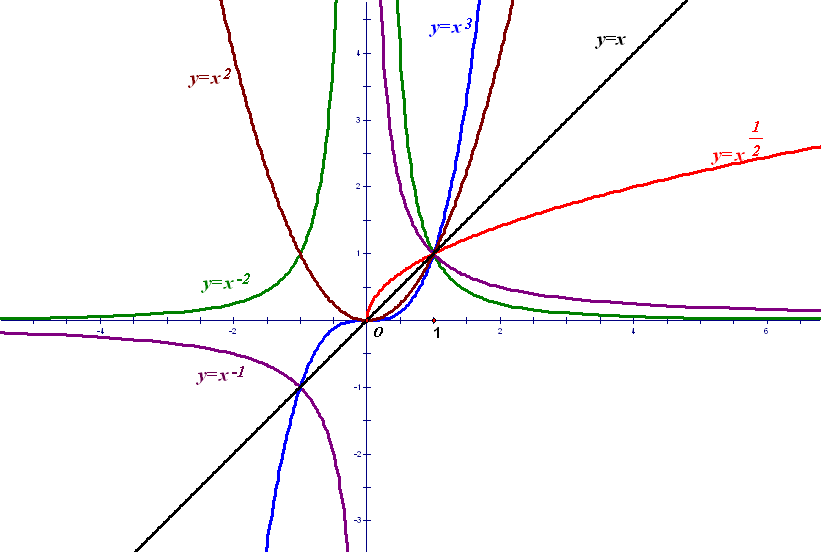 y=x³
y=x
4
y=x²
3
y=x^1/2
2
1
y=x⁻²
-4
-2
O
1
2
4
6
y=x⁻¹
-1
-2
-3